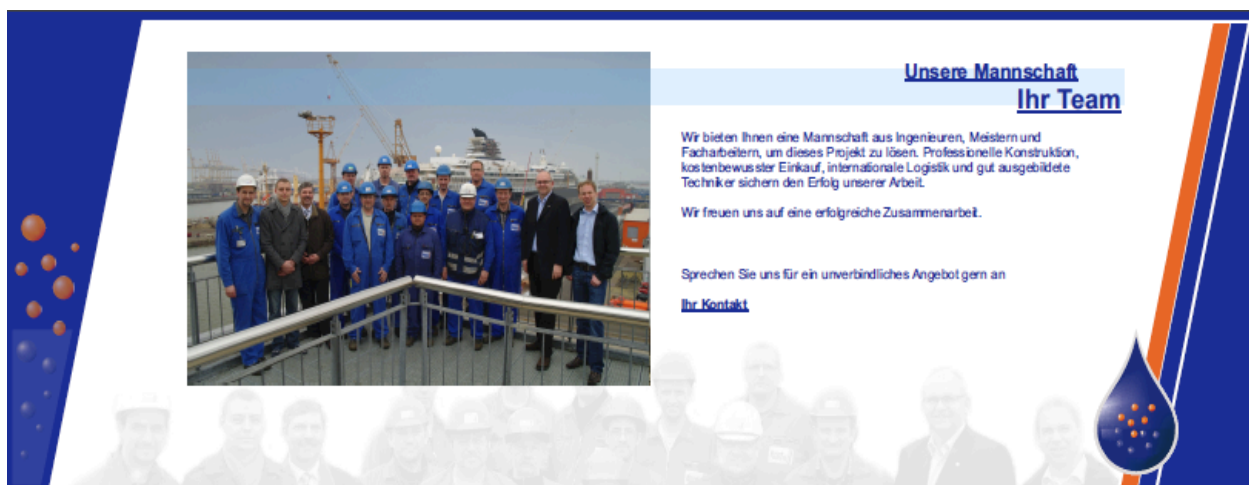 Unsere Mannschaft
Ihr Team
Wir bieten Ihnen eine Mannschaft aus Ingenieuren, Meistern und
Facharbeitern, um dieses Projekt zu lösen. Professionelle Konstruktion,
kostenbewusster Einkauf, internationale Logistik und gut ausgebildete
Techniker sichern den Erfolg unserer Arbeit.
Wir freuen uns auf eine erfolgreiche Zusammenarbeit.
Sprechen Sie uns für ein unverbindliches Angebot gern an
Ihr Kontakt